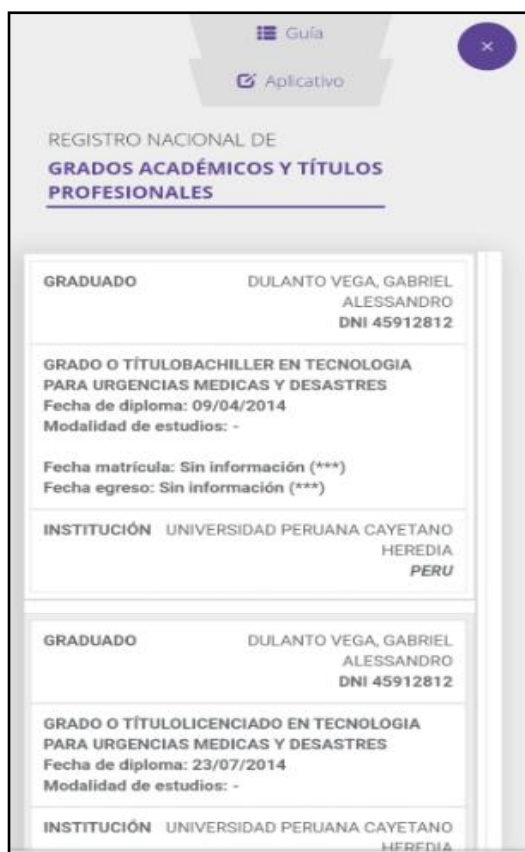 Guía
×
Aplicativo
REGISTRO NACIONAL DE
GRADOS ACADÉMICOS Y TÍTULOS
PROFESIONALES
GRADUADO DULANTO VEGA, GABRIEL
ALESSANDRO
DNI 45912812
GRADO O TÍTULOBACHILLER EN TECNOLOGIA
PARA URGENCIAS MEDICAS Y DESASTRES
Fecha de diploma: 09/04/2014
Modalidad de estudios: -
Fecha matrícula: Sin información (***)
Fecha egreso: Sin información (***)
INSTITUCIÓN UNIVERSIDAD PERUANA CAYETANO
HEREDIA
PERU
GRADUADO DULANTO VEGA, GABRIEL
ALESSANDRO
DNI 45912812
GRADO O TÍTULOLICENCIADO EN TECNOLOGIA
PARA URGENCIAS MEDICAS Y DESASTRES
Fecha de diploma: 23/07/2014
Modalidad de estudios: -
INSTITUCIÓN UNIVERSIDAD PERUANA CAYETANO
HEREDIA